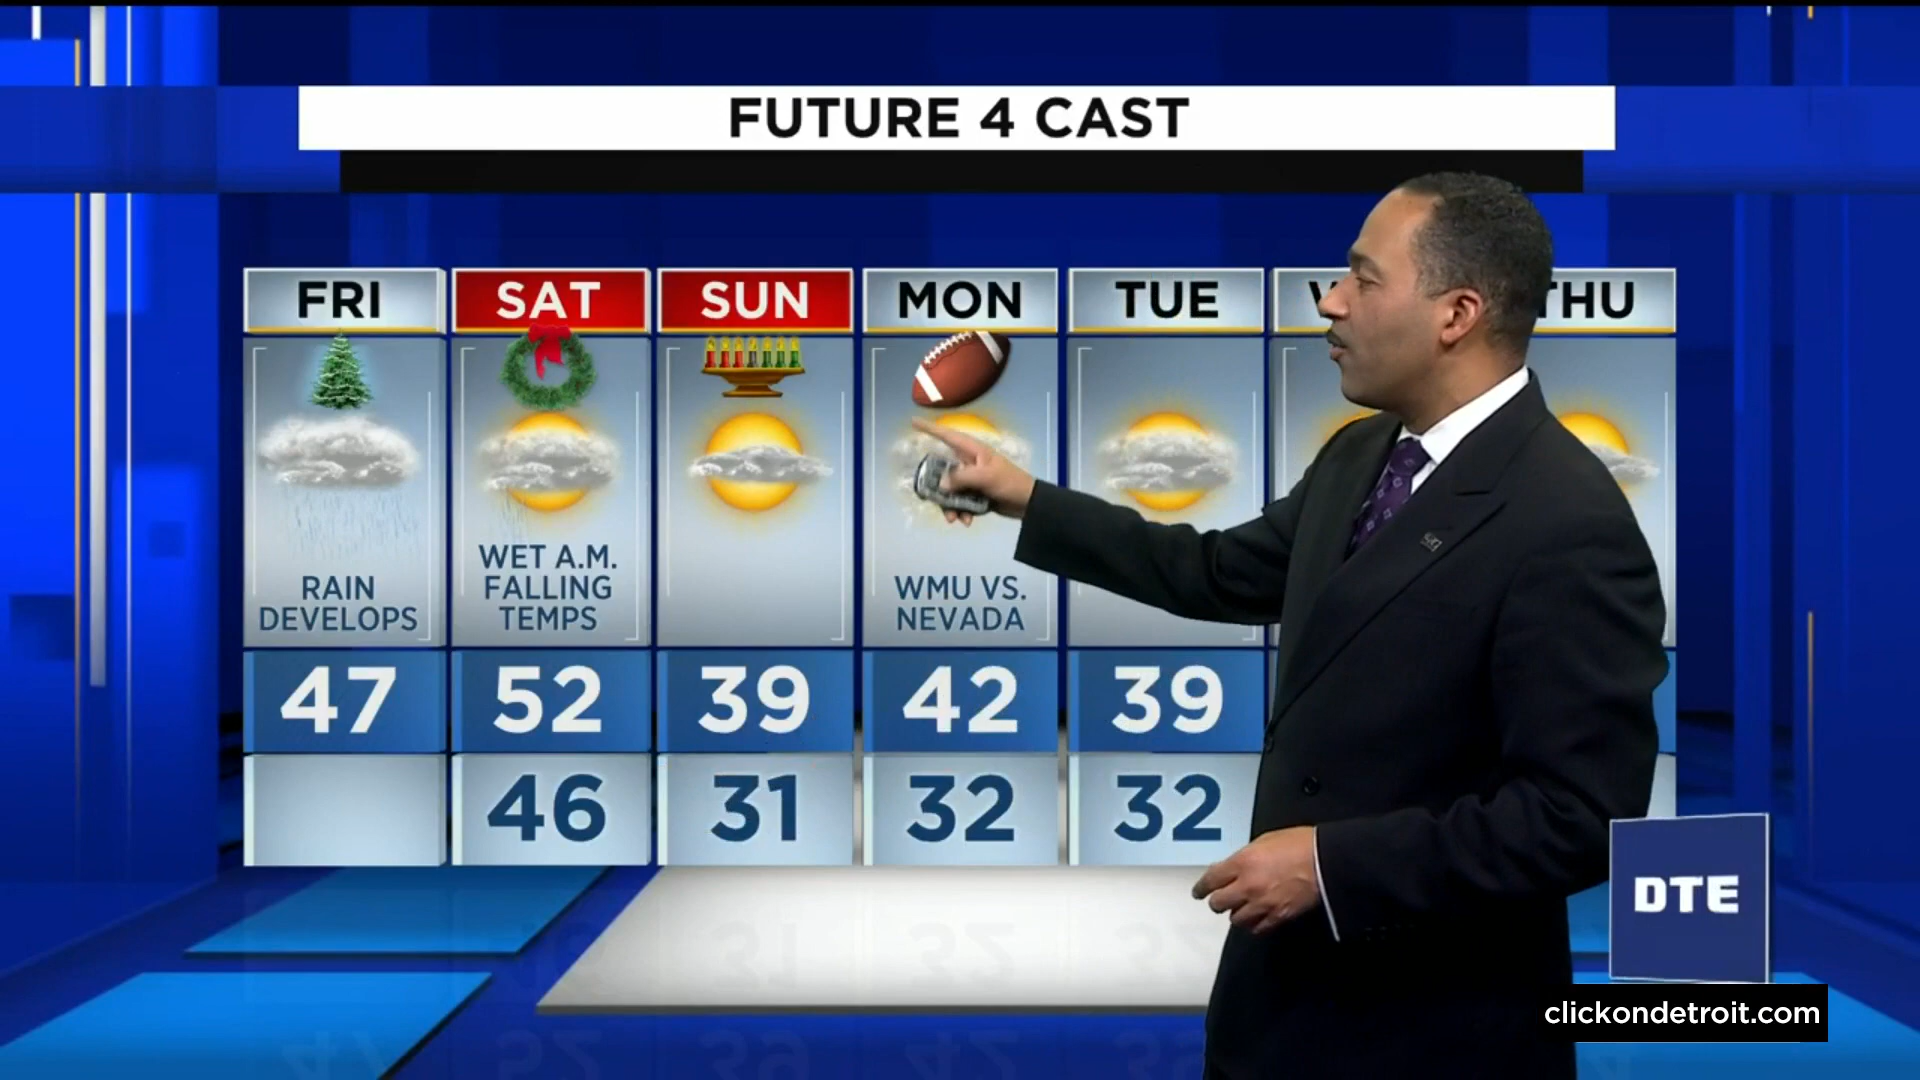 FUTURE 4 CAST
FRI
SAT
SUN
MON
TUE
THU
RAIN
DEVELOPS
WET A.M.
FALLING
TEMPS
WMU VS.
NEVADA
47
52
39
42
39
46
31
32
32
DTE
clickondetroit.com